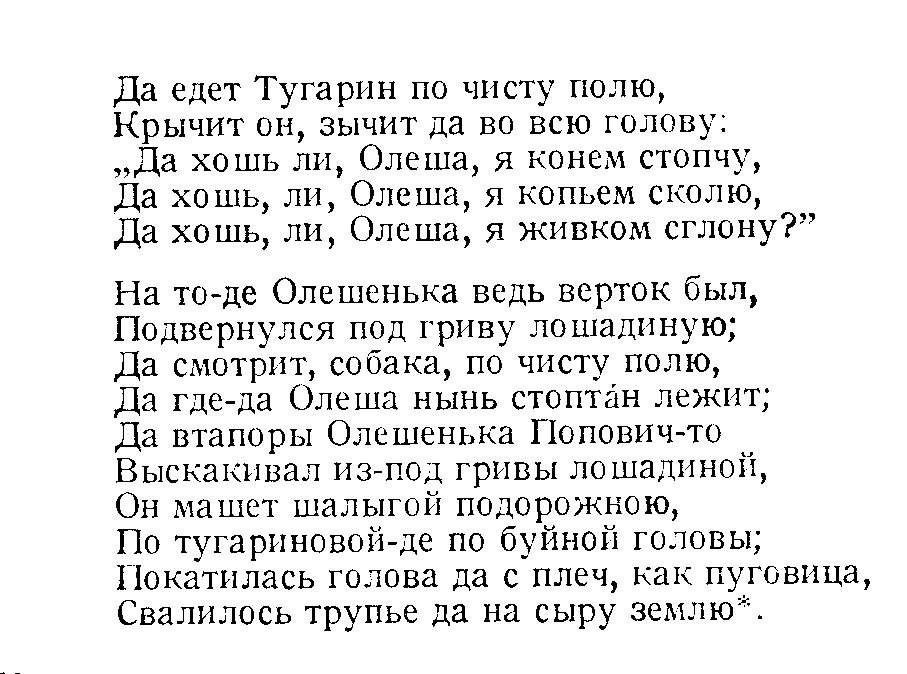 Да едет Тугарин по чисту полю,
Крычит он, зычит да во всю голову:
„Да хошь ли, Олеша, я конем стопчу,
Да хошь, ли, Олеша, я копьем сколю,
Да хошь, ли, Олеша, я живком сглону?”
На то-де Олешенька ведь верток был,
Подвернулся под гриву лошадиную;
Да смотрит, собака, по чисту полю,
Да где-да Олеша нынь стопта́н лежит;
Да втапоры Олешенька Попович-то
Выскакивал из-под гривы лошадиной,
Он машет шалыгой подорожною,
По тугариновой-де по буйной головы;
Покатилась голова да с плеч, как пуговица,
Свалилось трупье да на сыру землю*.